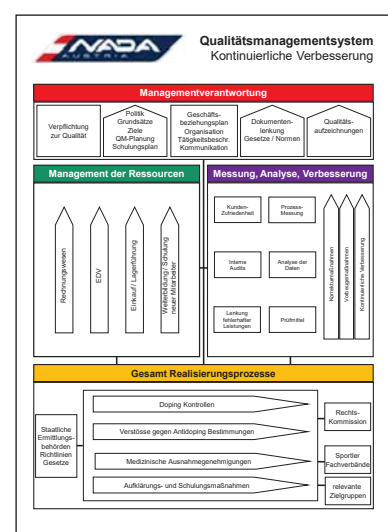 NADA
AUSTRIA
Qualitätsmanagementsystem
Kontinuierliche Verbesserung
Managementverantwortung
Verpflichtung
zur Qualität
Politik
Grundsätze
Ziele
QM-Planung
Schulungsplan
Geschäfts-
beziehungsplan
Organisation
Tätigkeitsbeschr.
Kommunikation
Dokumenten-
lenkung
Gesetze / Normen
Qualitäts-
aufzeichnungen
Management der Ressourcen
Rechnungswesen
EDV
Einkauf / Lagerführung
Weiterbildung / Schulung
neuer Mitarbeiter
Messung, Analyse, Verbesserung
Kunden-
Zufriedenheit
Prozess-
Messung
Interne
Audits
Analyse der
Daten
Lenkung
fehlerhafter
Leistungen
Prüfmittel
Korrekturmaßnahmen
Vorbeugemaßnahmen
Kontinuierliche Verbesserung
Gesamt Realisierungsprozesse
Staatliche
Ermittlungs-
behörden
Richtlinien
Gesetze
Doping Kontrollen
Verstösse gegen Antidoping Bestimmungen
Medizinische Ausnahmegenehmigungen
Aufklärungs- und Schulungsmaßnahmen
Rechts-
Kommission
Sportler
Fachverbände
relevante
Zielgruppen